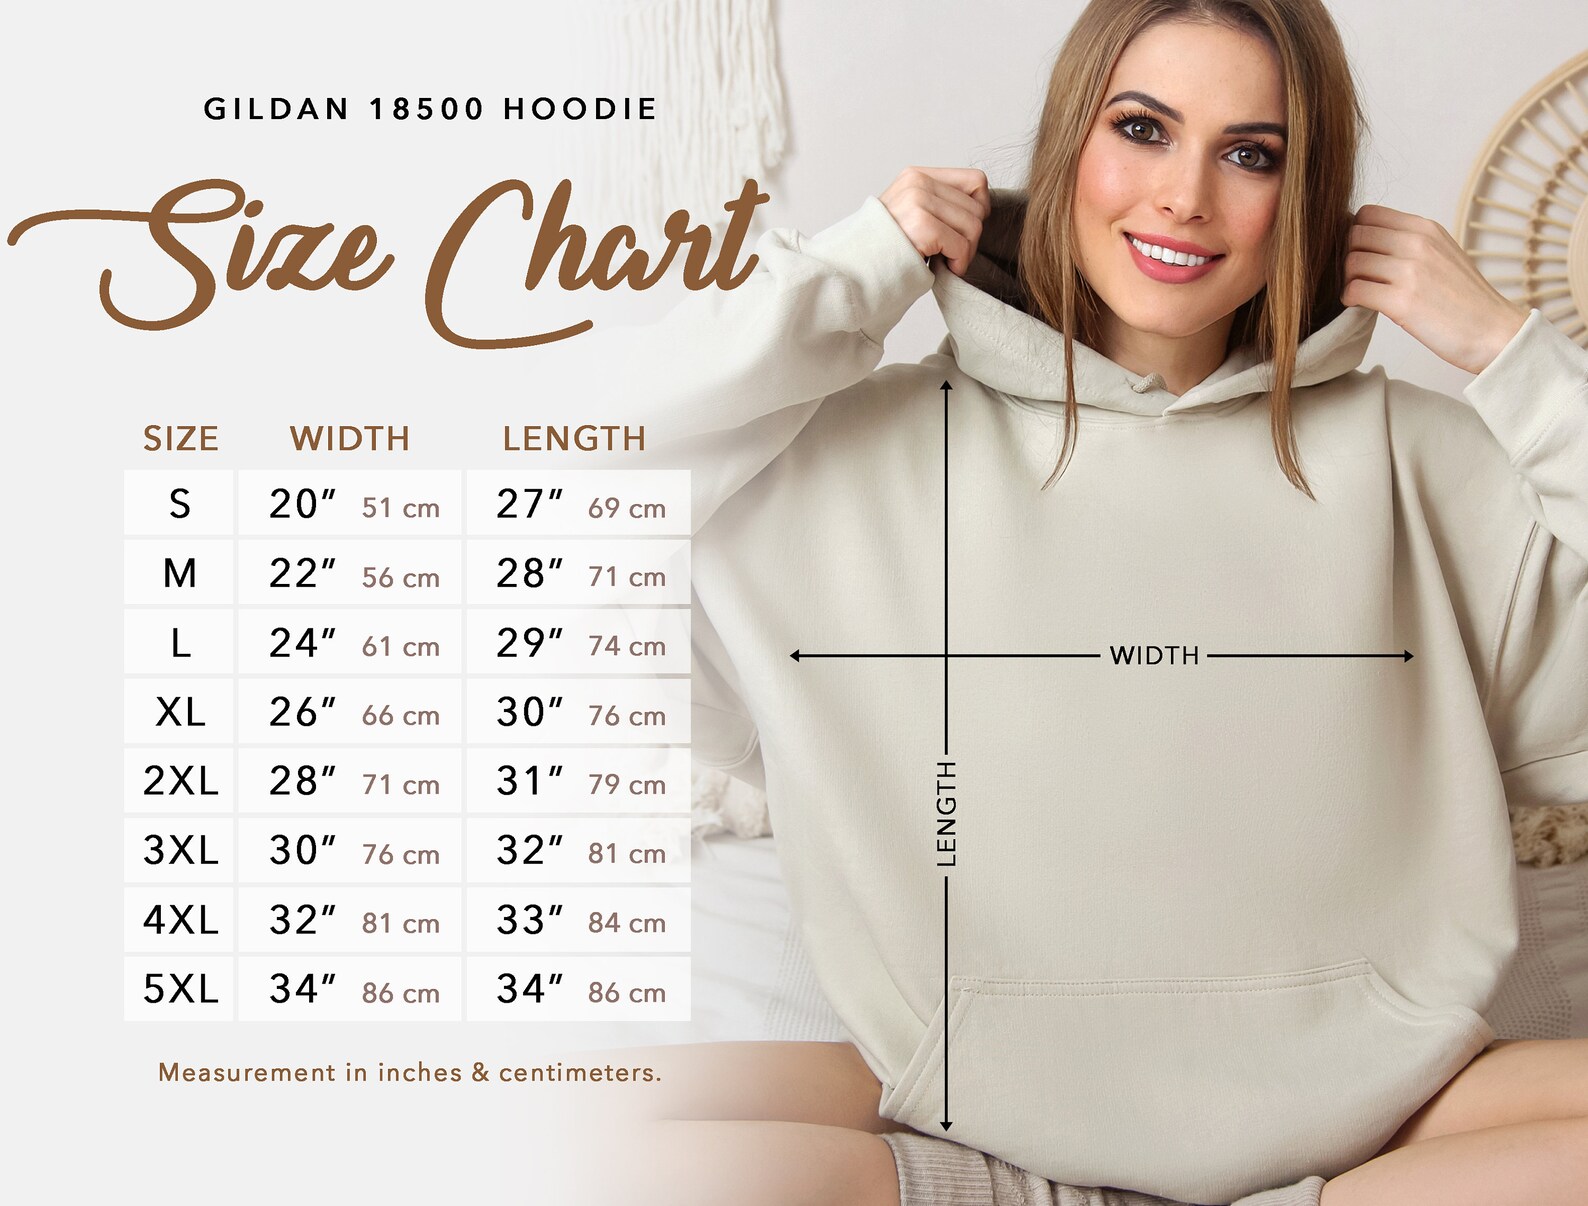 GILDAN 18500 HOODIE
Size Chart
SIZE WIDTH LENGTH
S 20” 51 cm 27” 69 cm
M 22” 56 cm 28” 71 cm
L 24” 61 cm 29” 74 cm
XL 26” 66 cm 30” 76 cm
2XL 28” 71 cm 31” 79 cm
3XL 30” 76 cm 32” 81 cm
4XL 32” 81 cm 33” 84 cm
5XL 34” 86 cm 34” 86 cm
Measurement in inches & centimeters.
WIDTH
LENGTH